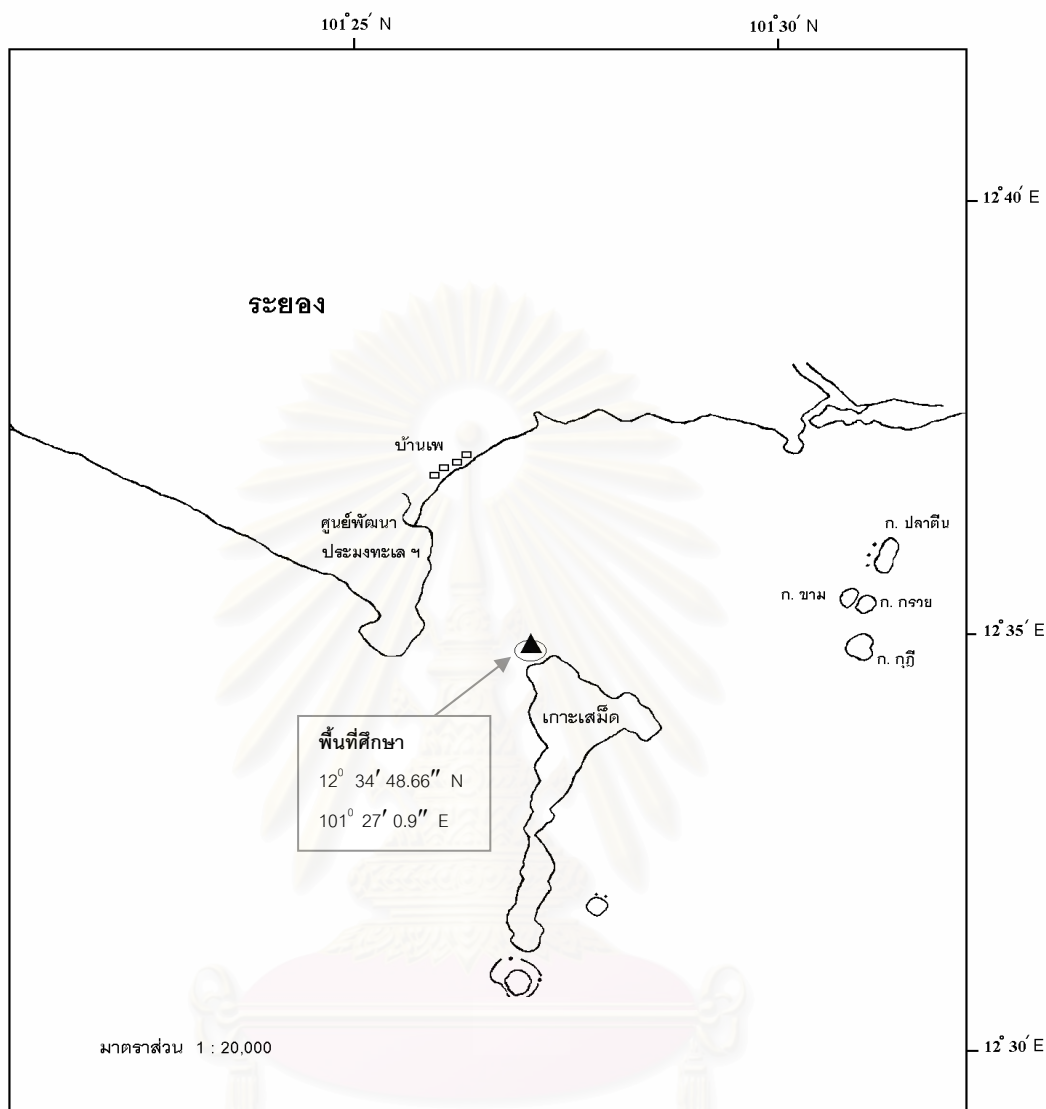 101°25′ N
101°30′ N
12°40′ E
ระยอง
บ้านเพ
ศูนย์พัฒนา
ประมงทะเล ฯ
ก. ปลาตีน
ก. ขาม
ก. กรวย
12°35′ E
ก. กุฎี
เกาะเสม็ด
พื้นที่ศึกษา
12⁰ 34′ 48.66″ N
101⁰ 27′ 0.9″ E
มาตราส่วน 1 : 20,000
12°30′ E